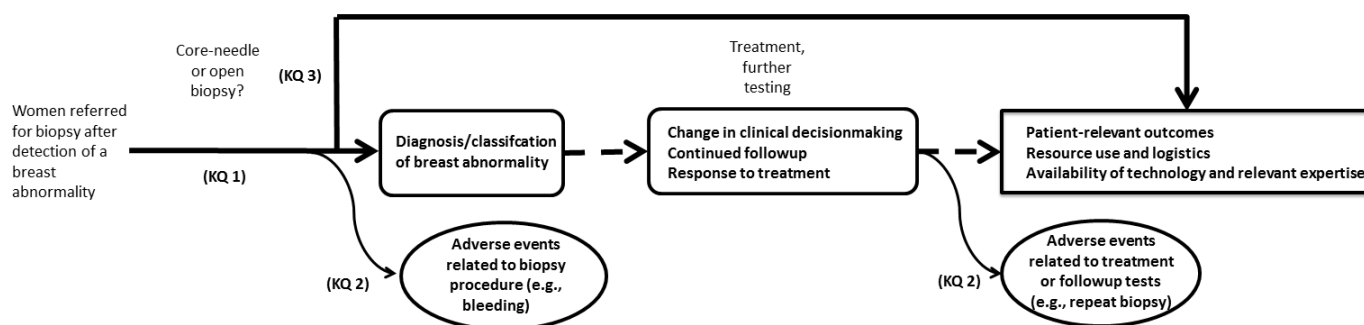 Core-needle
or open
biopsy?
(KQ 3)
Treatment,
further
testing
Women referred
for biopsy after
detection of a
breast
abnormality
(KQ 1)
Diagnosis/classifcation
of breast abnormality
Change in clinical decisionmaking
Continued followup
Response to treatment
Patient-relevant outcomes
Resource use and logistics
Availability of technology and relevant expertise
(KQ 2)
Adverse events
related to biopsy
procedure (e.g.,
bleeding)
(KQ 2)
Adverse events
related to treatment
or followup tests
(e.g., repeat biopsy)